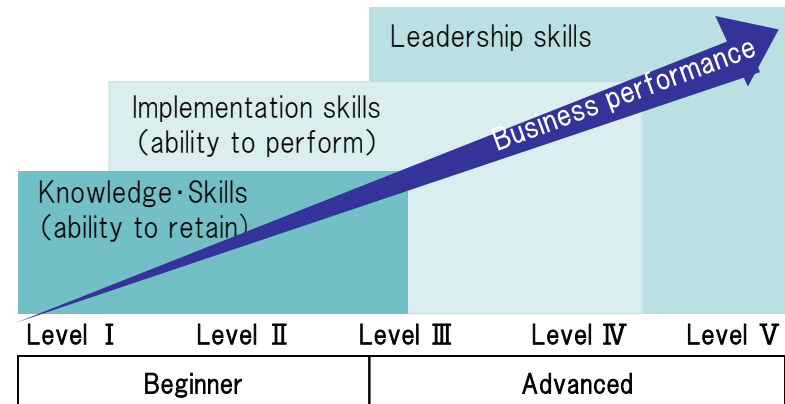 Leadership skills
Business performance
Implementation skills
(ability to perform)
Knowledge・Skills
(ability to retain)
Level Ⅰ
Level Ⅱ
Level Ⅲ
Level Ⅳ
Level Ⅴ
Beginner
Advanced